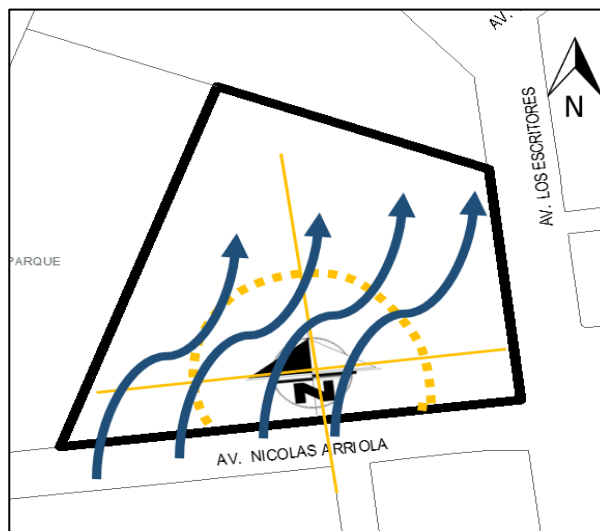 AV.
N
AV. LOS ESCRITORES
PARQUE
N
AV. NICOLAS ARRIOLA